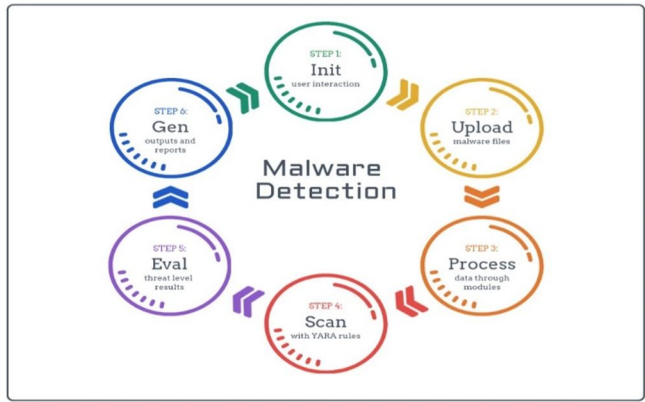 Malware
Detection
STEP 1:
Init
user interaction
STEP 2:
Upload
malware files
STEP 3:
Process
data through
modules
STEP 4:
Scan
with YARA rules
STEP 5:
Eval
threat level
results
STEP 6:
Gen
outputs and
reports